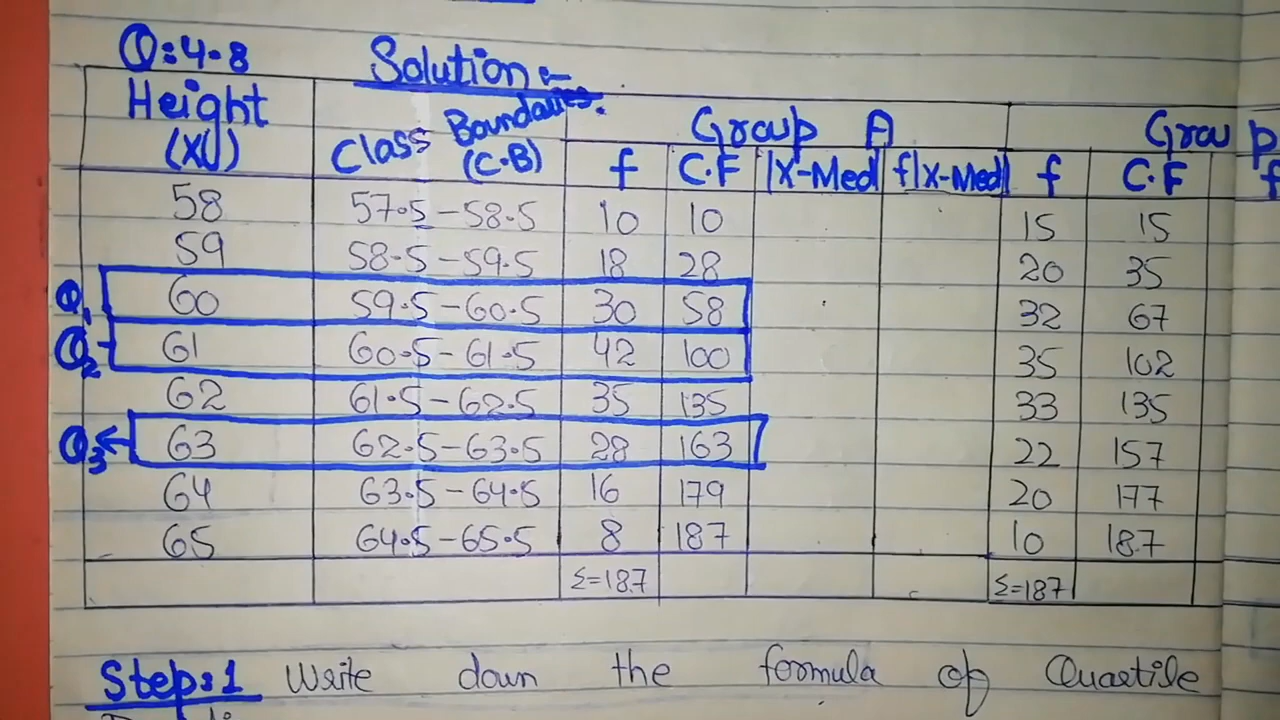 Q:4.8 Solution:-
Height (X) Class Boundaries (C.B) Group A Group
f C.F |X-Med| f|X-Med| f C.F f
58 57.5-58.5 10 10 15 15
59 58.5-59.5 18 28 20 35
Q1 60 59.5-60.5 30 58 32 67
Q2 61 60.5-61.5 42 100 35 102
62 61.5-62.5 35 135 33 135
Q3 63 62.5-63.5 28 163 22 157
64 63.5-64.5 16 179 20 177
65 64.5-65.5 8 187 10 187
Σ=187 Σ=187
Step:1 Write down the formula of Quartile